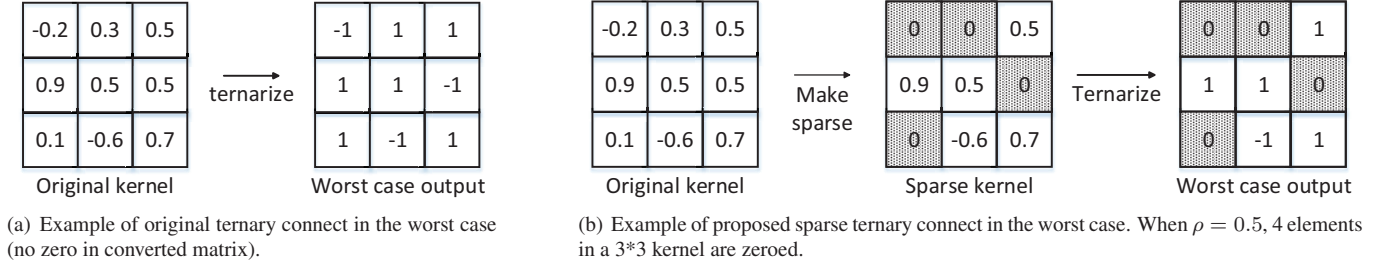 -0.2 0.3 0.5
0.9 0.5 0.5
0.1 -0.6 0.7
Original kernel
ternarize
-1 1 1
1 1 -1
1 -1 1
Worst case output
(a) Example of original ternary connect in the worst case
(no zero in converted matrix).
-0.2 0.3 0.5
0.9 0.5 0.5
0.1 -0.6 0.7
Original kernel
Make
sparse
0 0 0.5
0.9 0.5 0
0 -0.6 0.7
Sparse kernel
Ternarize
0 0 1
1 1 0
0 -1 1
Worst case output
(b) Example of proposed sparse ternary connect in the worst case. When ρ = 0.5, 4 elements
in a 3*3 kernel are zeroed.